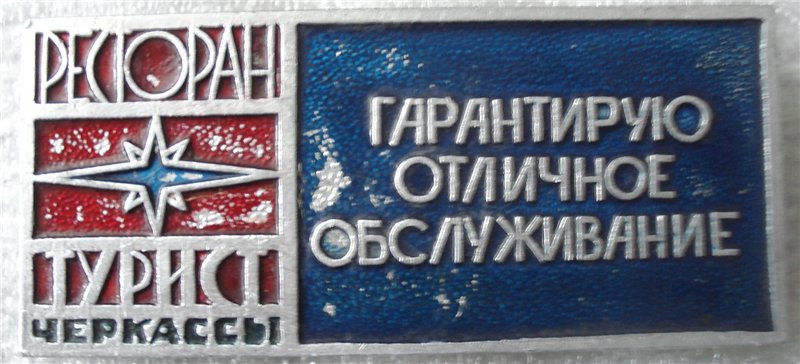 РЕСТОРАН
ТУРИСТ
ЧЕРКАССЫ
ГАРАНТИРУЮ
ОТЛИЧНОЕ
ОБСЛУЖИВАНИЕ